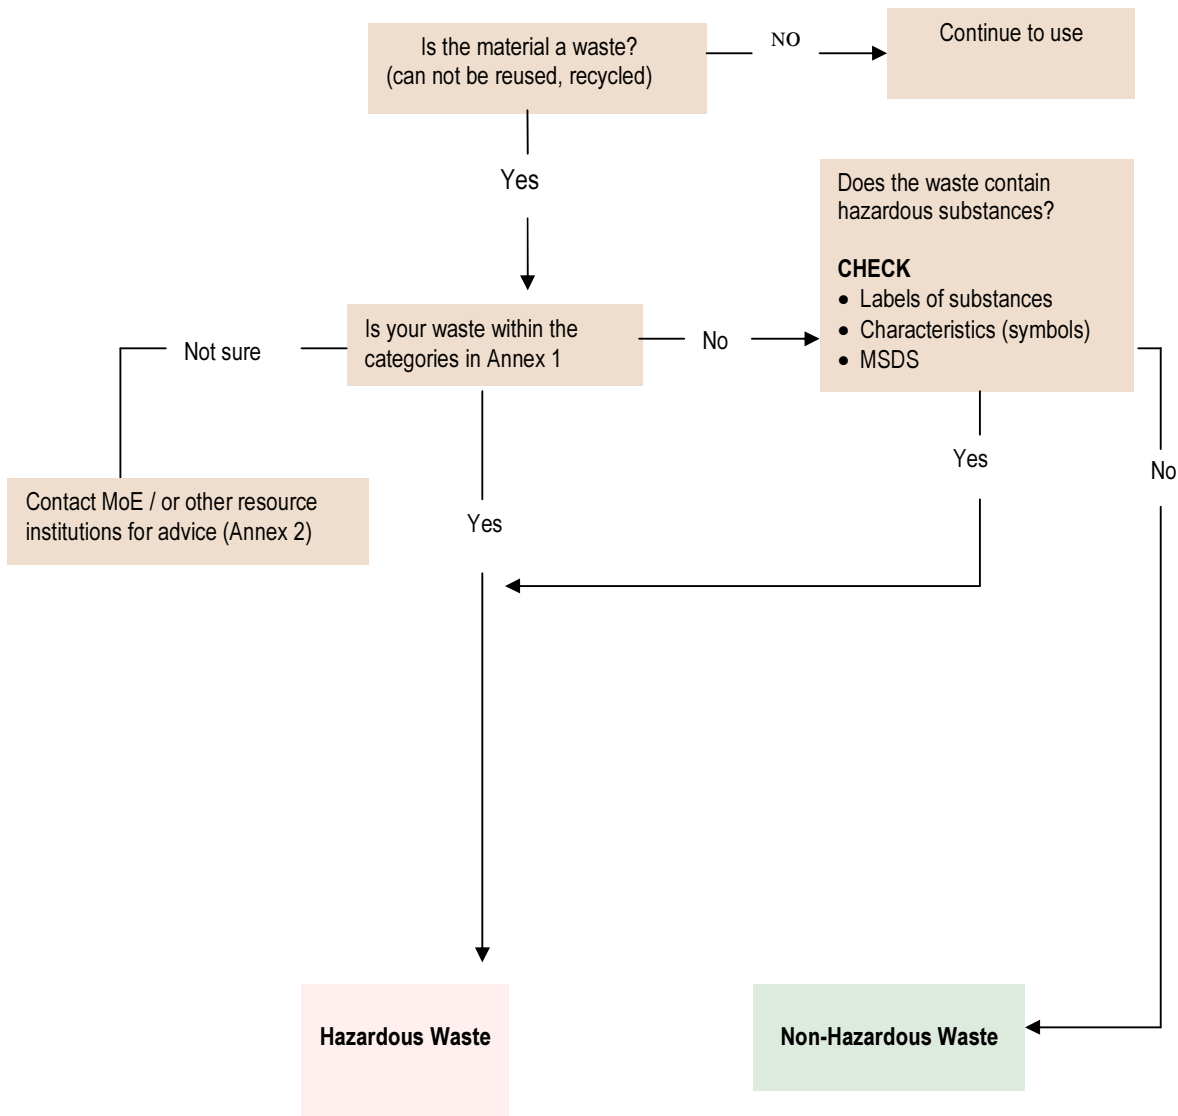 Is the material a waste?
(can not be reused, recycled)
NO
Continue to use
Yes
Does the waste contain
hazardous substances?
CHECK
• Labels of substances
• Characteristics (symbols)
• MSDS
Is your waste within the
categories in Annex 1
Not sure
No
Contact MoE / or other resource
institutions for advice (Annex 2)
Yes
Yes
No
Hazardous Waste
Non-Hazardous Waste